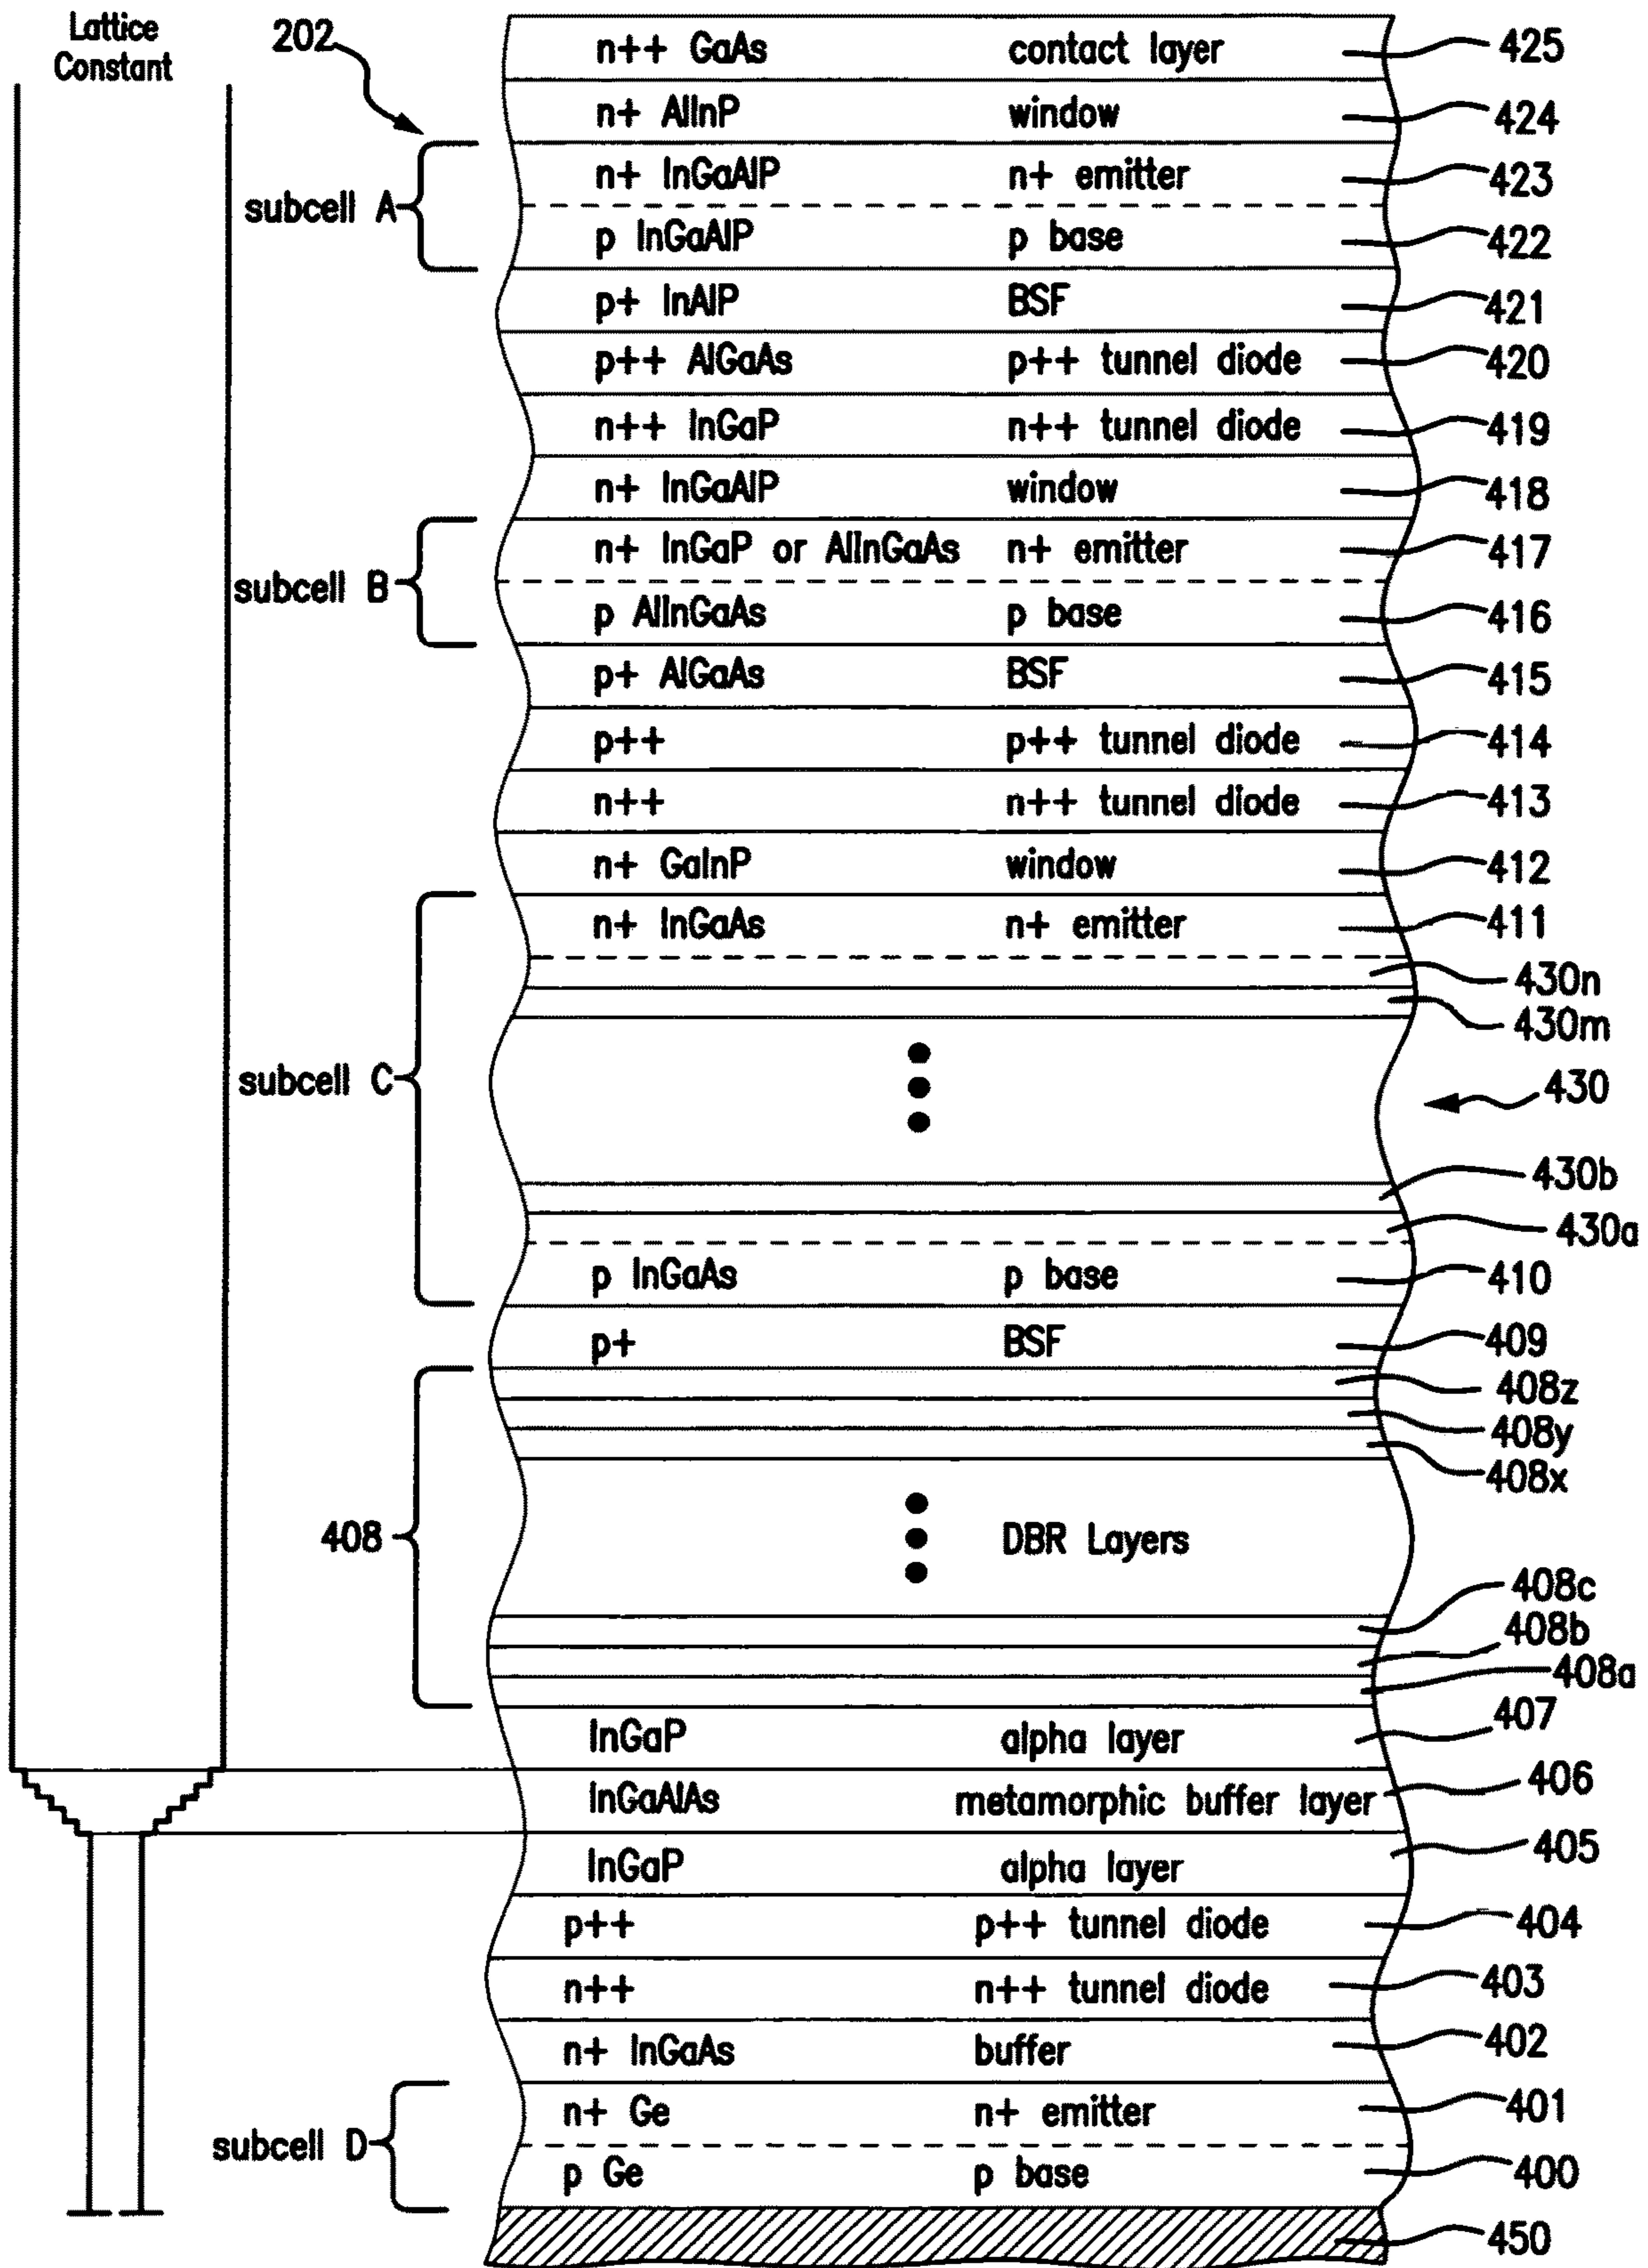 Lattice
Constant
202
n++ GaAs contact layer 425
n+ AlInP window 424
subcell A
n+ InGaAlP n+ emitter 423
p InGaAlP p base 422
p+ InAlP BSF 421
p++ AlGaAs p++ tunnel diode 420
n++ InGaP n++ tunnel diode 419
n+ InGaAlP window 418
subcell B
n+ InGaP or AlInGaAs n+ emitter 417
p AlInGaAs p base 416
p+ AlGaAs BSF 415
p++ p++ tunnel diode 414
n++ n++ tunnel diode 413
n+ GaInP window 412
n+ InGaAs n+ emitter 411
430n
430m
subcell C
430
430b
430a
p InGaAs p base 410
p+ BSF 409
408z
408y
408x
408
DBR Layers
408c
408b
408a
InGaP alpha layer 407
InGaAlAs metamorphic buffer layer 406
InGaP alpha layer 405
p++ p++ tunnel diode 404
n++ n++ tunnel diode 403
n+ InGaAs buffer 402
n+ Ge n+ emitter 401
subcell D
p Ge p base 400
450